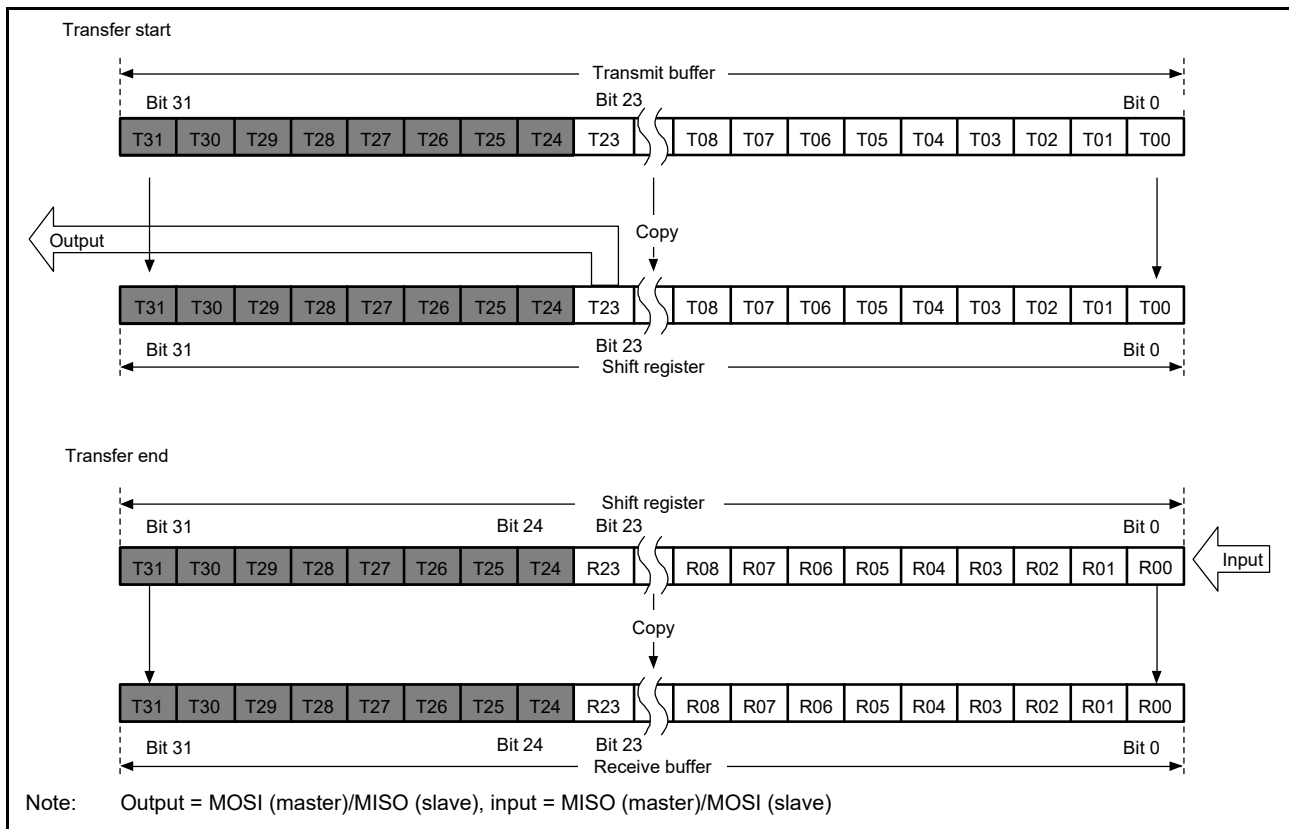 Transfer start
Transmit buffer
Bit 31 Bit 23 Bit 0
T31 T30 T29 T28 T27 T26 T25 T24 T23 T08 T07 T06 T05 T04 T03 T02 T01 T00
Output Copy
T31 T30 T29 T28 T27 T26 T25 T24 T23 T08 T07 T06 T05 T04 T03 T02 T01 T00
Bit 31 Bit 23 Bit 0
Shift register
Transfer end
Shift register
Bit 31 Bit 24 Bit 23 Bit 0
T31 T30 T29 T28 T27 T26 T25 T24 R23 R08 R07 R06 R05 R04 R03 R02 R01 R00 Input
Copy
T31 T30 T29 T28 T27 T26 T25 T24 R23 R08 R07 R06 R05 R04 R03 R02 R01 R00
Bit 31 Bit 24 Bit 23 Bit 0
Receive buffer
Note: Output = MOSI (master)/MISO (slave), input = MISO (master)/MOSI (slave)